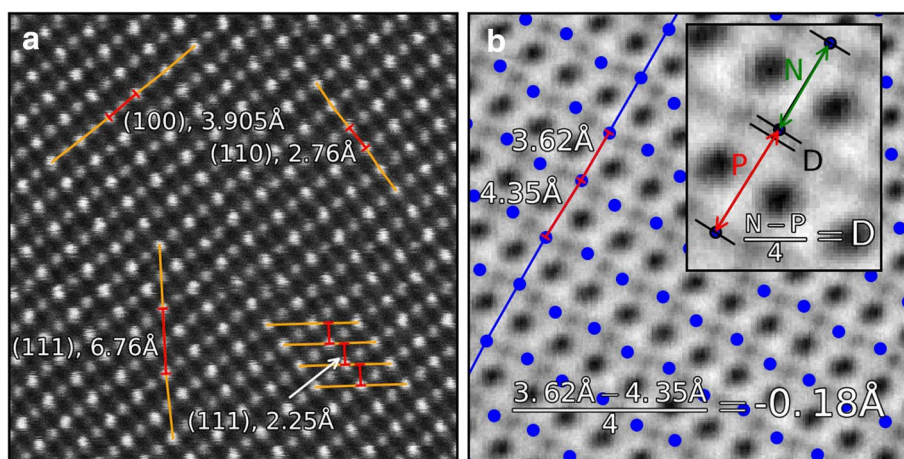 a
(100), 3.905Å
(110), 2.76Å
(111), 6.76Å
(111), 2.25Å
b
3.62Å
4.35Å
N
D
P
N – P
4
= D
3.62Å – 4.35Å
4
= -0.18Å